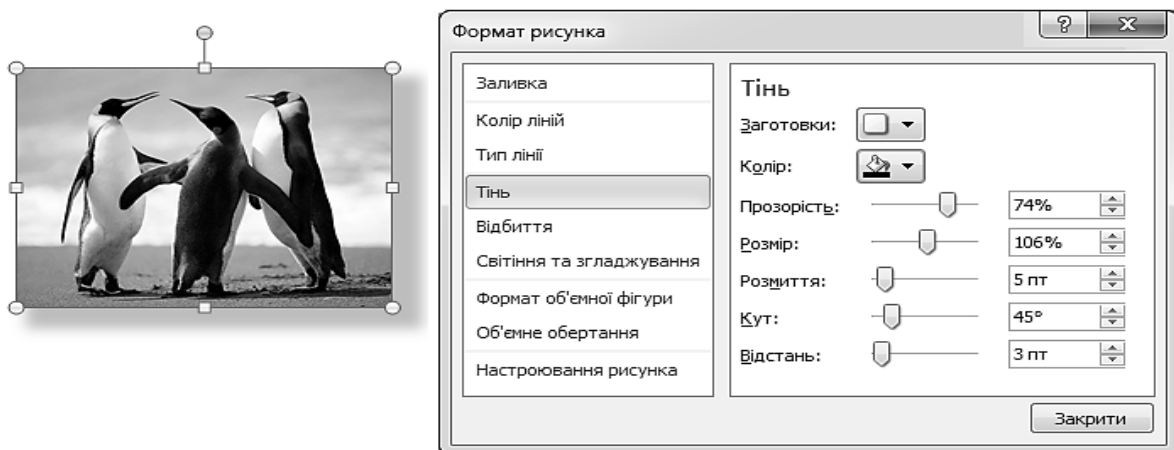 Формат рисунка
Заливка
Колір ліній
Тип лінії
Тінь
Відбиття
Світіння та згладжування
Формат об'ємної фігури
Об'ємне обертання
Настроювання рисунка
Тінь
Заготовки:
Колір:
Прозорість: 74%
Розмір: 106%
Розмиття: 5 пт
Кут: 45°
Відстань: 3 пт
Закрити